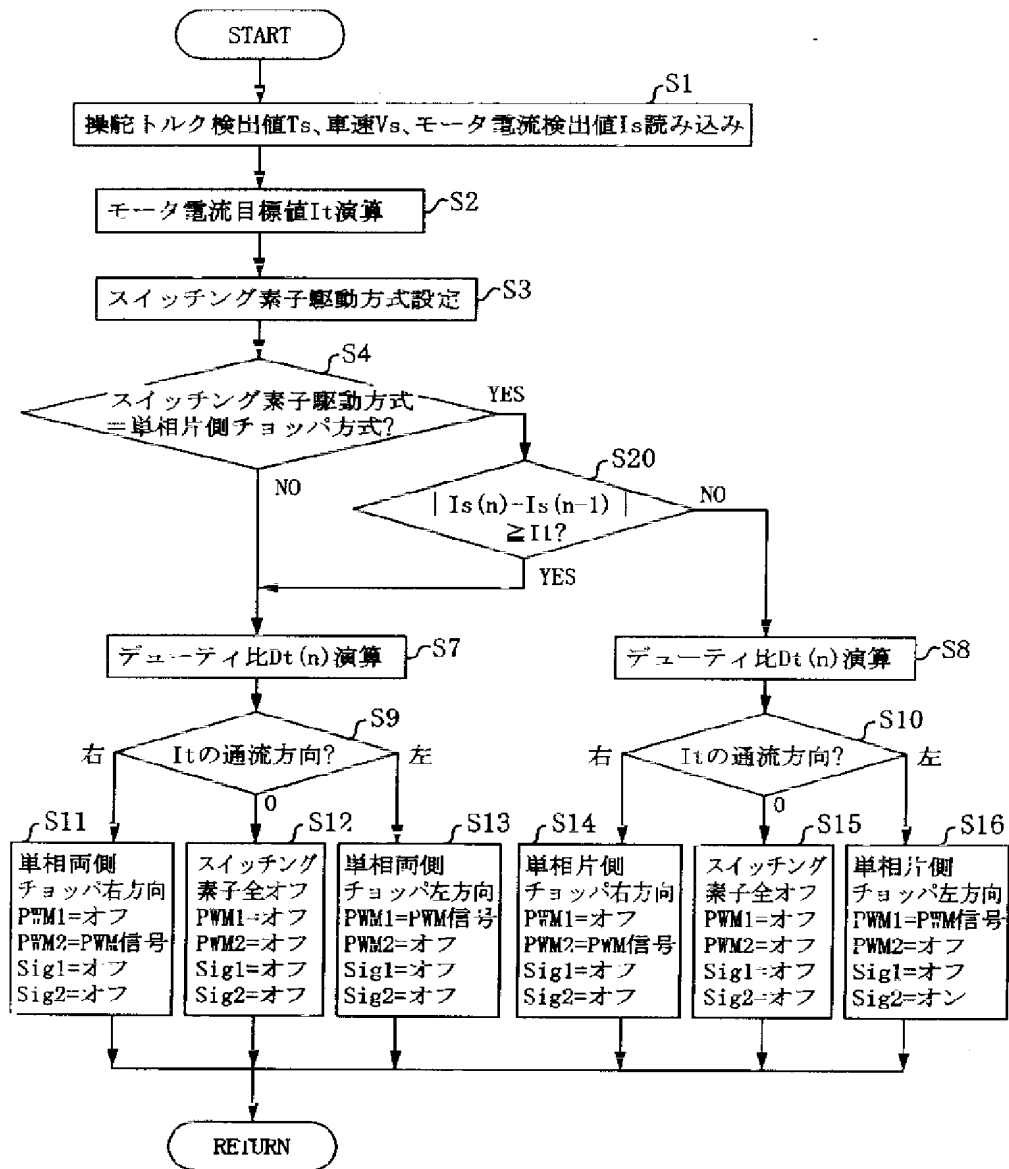 START
S1
操舵トルク検出値Ts、車速Vs、モータ電流検出値Is読み込み
モータ電流目標値It演算
S2
スイッチング素子駆動方式設定
S3
S4
スイッチング素子駆動方式
=単相片側チョッパ方式?
YES
NO
S20
|Is(n)-Is(n-1)|
≧I1?
NO
YES
デューティ比Dt(n)演算
S7
デューティ比Dt(n)演算
S8
S9
Itの通流方向?
右
左
0
S10
Itの通流方向?
右
左
0
S11
単相両側
チョッパ右方向
PWM1=オフ
PWM2=PWM信号
Sig1=オフ
Sig2=オフ
S12
スイッチング
素子全オフ
PWM1=オフ
PWM2=オフ
Sig1=オフ
Sig2=オフ
S13
単相両側
チョッパ左方向
PWM1=PWM信号
PWM2=オフ
Sig1=オフ
Sig2=オフ
S14
単相片側
チョッパ右方向
PWM1=オフ
PWM2=PWM信号
Sig1=オフ
Sig2=オフ
S15
スイッチング
素子全オフ
PWM1=オフ
PWM2=オフ
Sig1=オフ
Sig2=オフ
S16
単相片側
チョッパ左方向
PWM1=PWM信号
PWM2=オフ
Sig1=オフ
Sig2=オン
RETURN